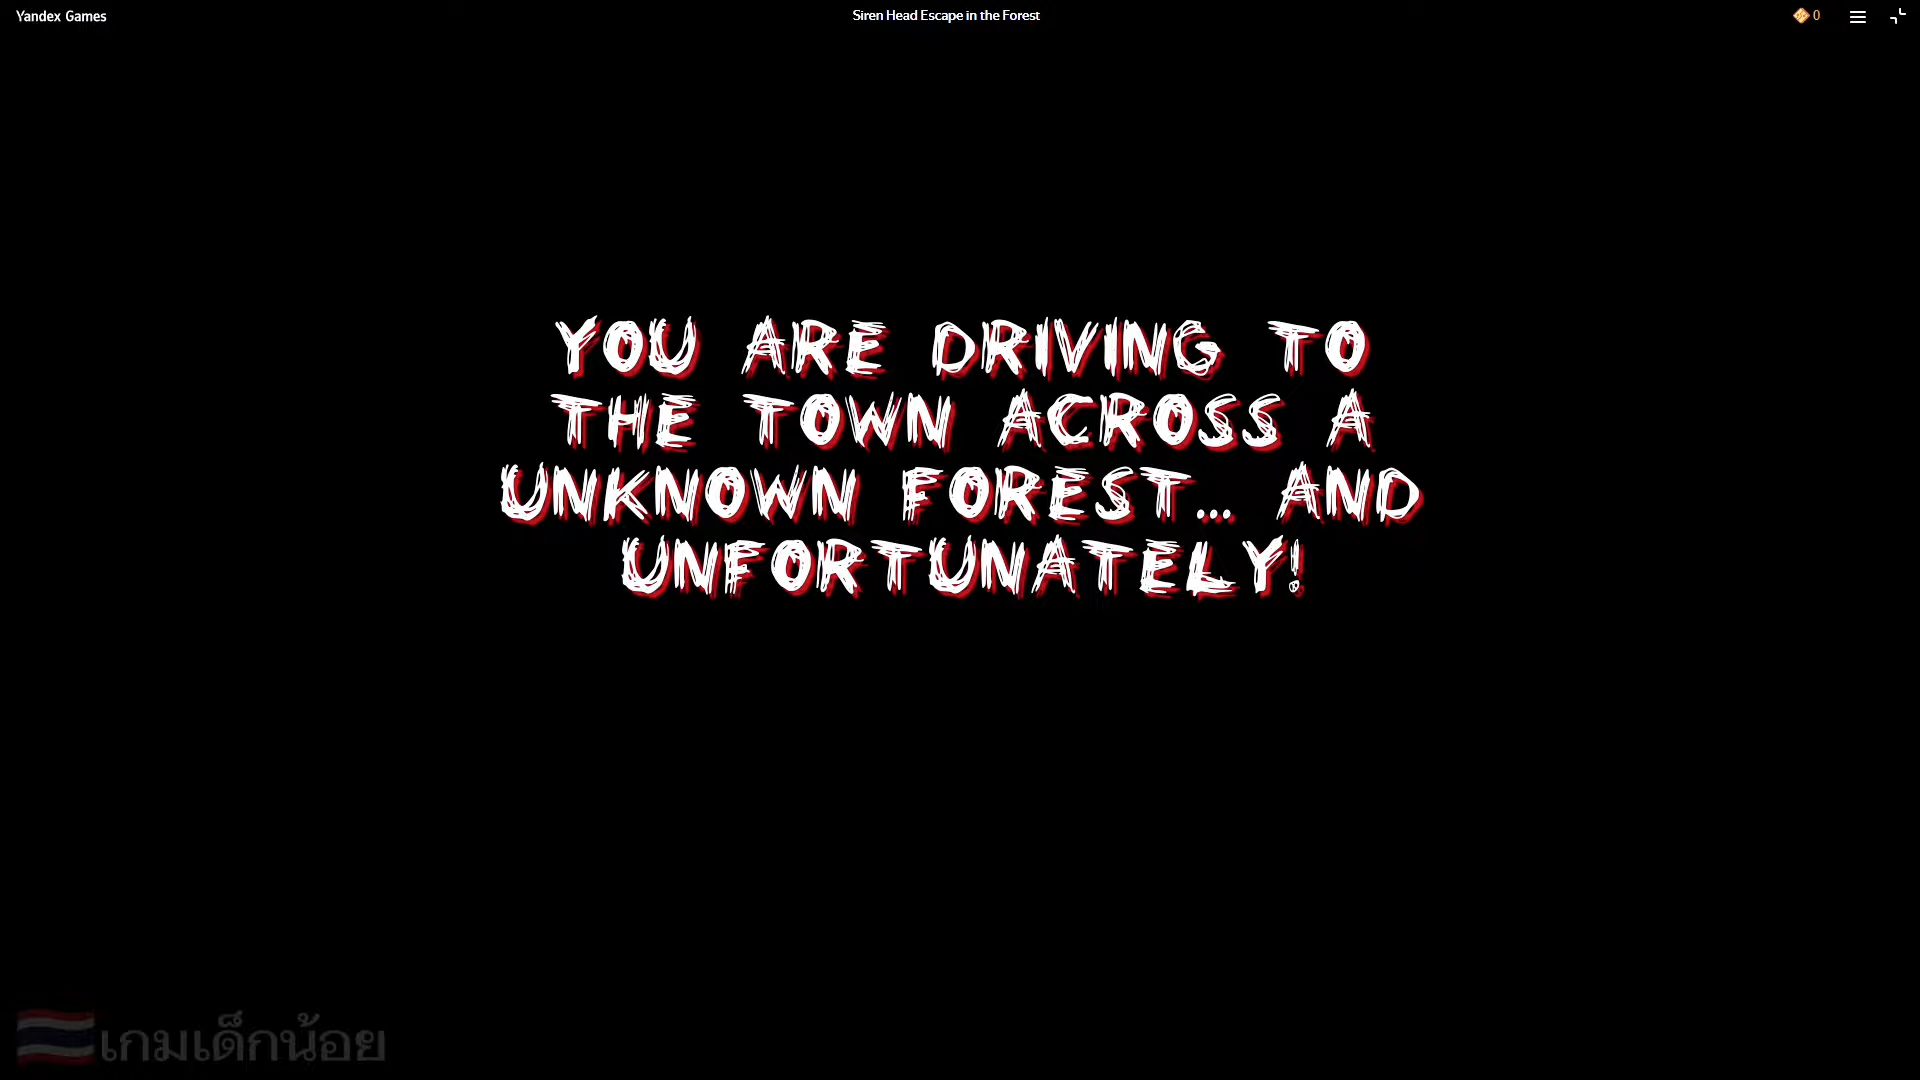 Yandex Games
Siren Head Escape in the Forest
0
YOU ARE DRIVING TO
THE TOWN ACROSS A
UNKNOWN FOREST... AND
UNFORTUNATELY!
เกมเด็กน้อย